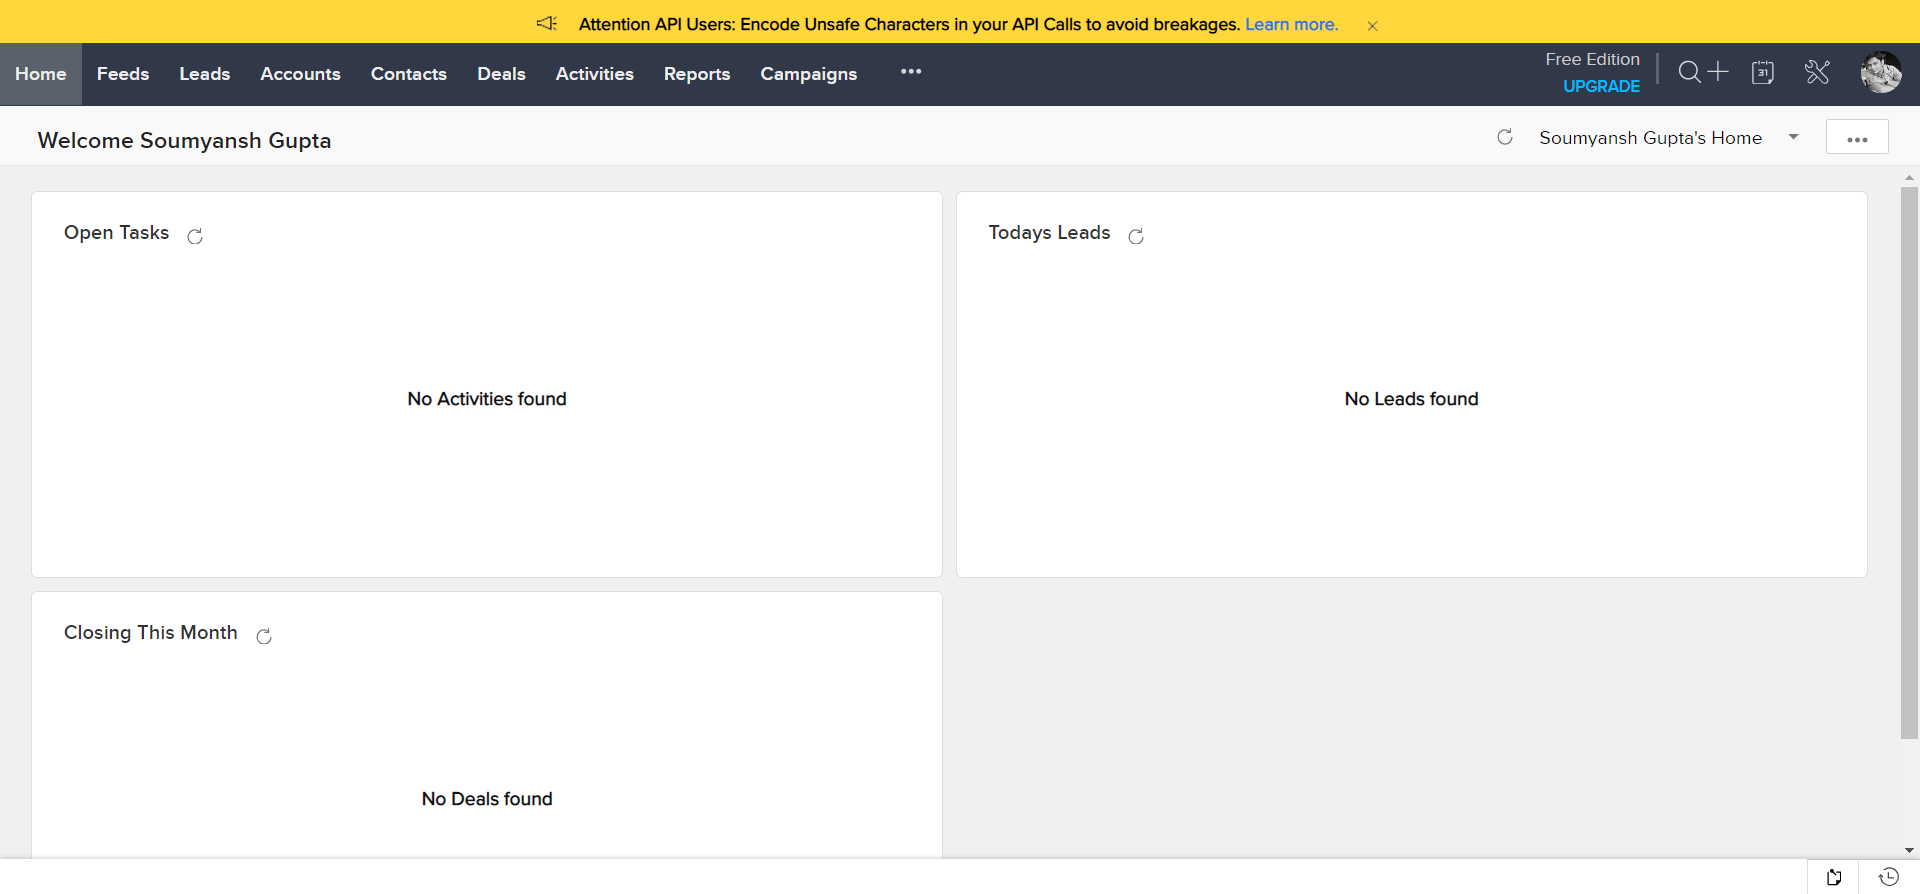 Attention API Users: Encode Unsafe Characters in your API Calls to avoid breakages. Learn more.
Home Feeds Leads Accounts Contacts Deals Activities Reports Campaigns
Free Edition
UPGRADE
31
Welcome Soumyansh Gupta
Soumyansh Gupta's Home
Open Tasks
Todays Leads
No Activities found
No Leads found
Closing This Month
No Deals found